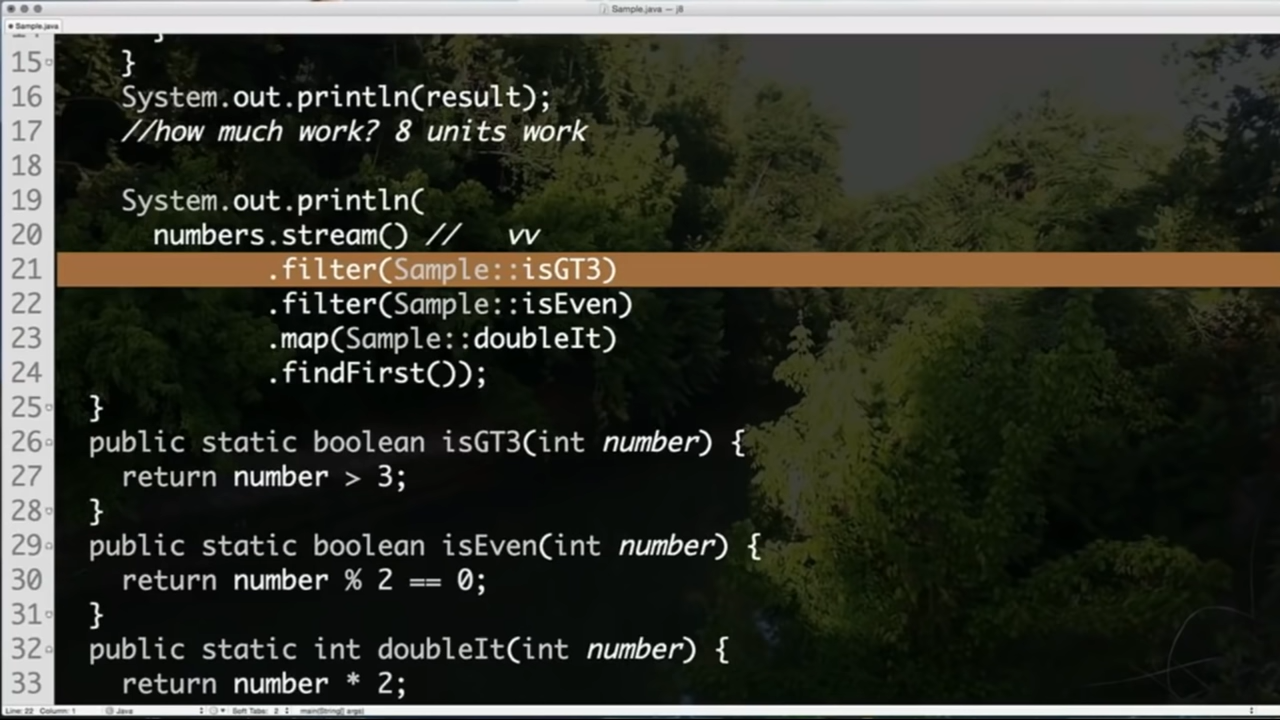 Sample.java — j8
Sample.java
}
15 }
16 System.out.println(result);
17 //how much work? 8 units work
18
19 System.out.println(
20 numbers.stream() // vv
21 .filter(Sample::isGT3)
22 .filter(Sample::isEven)
23 .map(Sample::doubleIt)
24 .findFirst());
25 }
26 public static boolean isGT3(int number) {
27 return number > 3;
28 }
29 public static boolean isEven(int number) {
30 return number % 2 == 0;
31 }
32 public static int doubleIt(int number) {
33 return number * 2;
Line: 22 Column: 1 Java Soft Tabs: 2 main(String[] args)